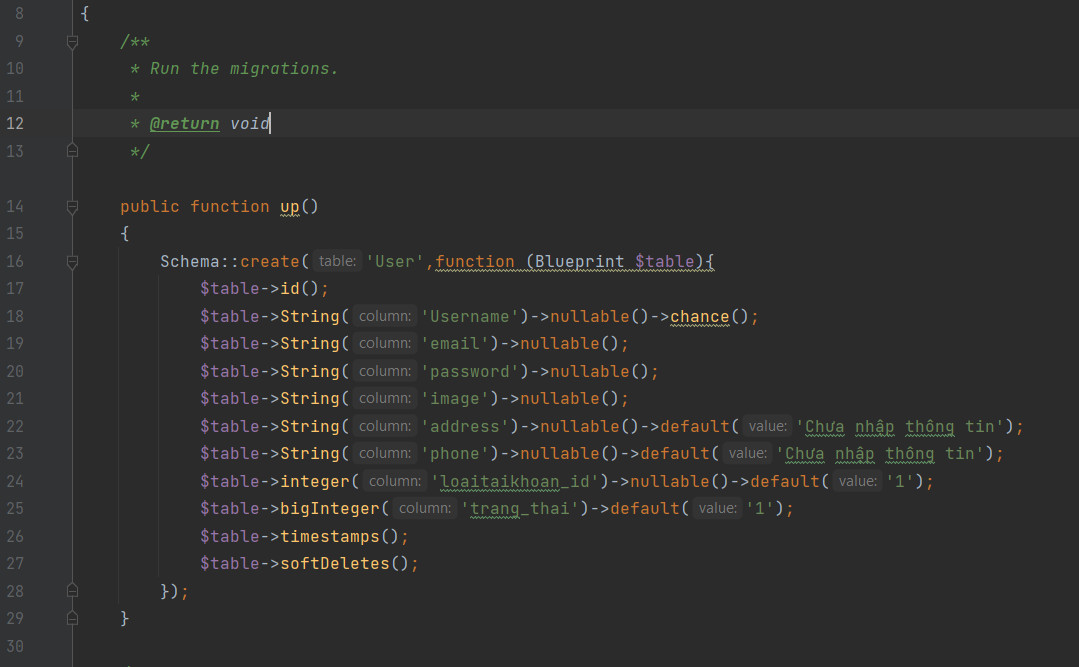 8 {
9 /**
10 * Run the migrations.
11 *
12 * @return void
13 */
14 public function up()
15 {
16 Schema::create( table: 'User',function (Blueprint $table){
17 $table->id();
18 $table->String( column: 'Username')->nullable()->chance();
19 $table->String( column: 'email')->nullable();
20 $table->String( column: 'password')->nullable();
21 $table->String( column: 'image')->nullable();
22 $table->String( column: 'address')->nullable()->default( value: 'Chưa nhập thông tin');
23 $table->String( column: 'phone')->nullable()->default( value: 'Chưa nhập thông tin');
24 $table->integer( column: 'loaitaikhoan_id')->nullable()->default( value: '1');
25 $table->bigInteger( column: 'trang_thai')->default( value: '1');
26 $table->timestamps();
27 $table->softDeletes();
28 });
29 }
30